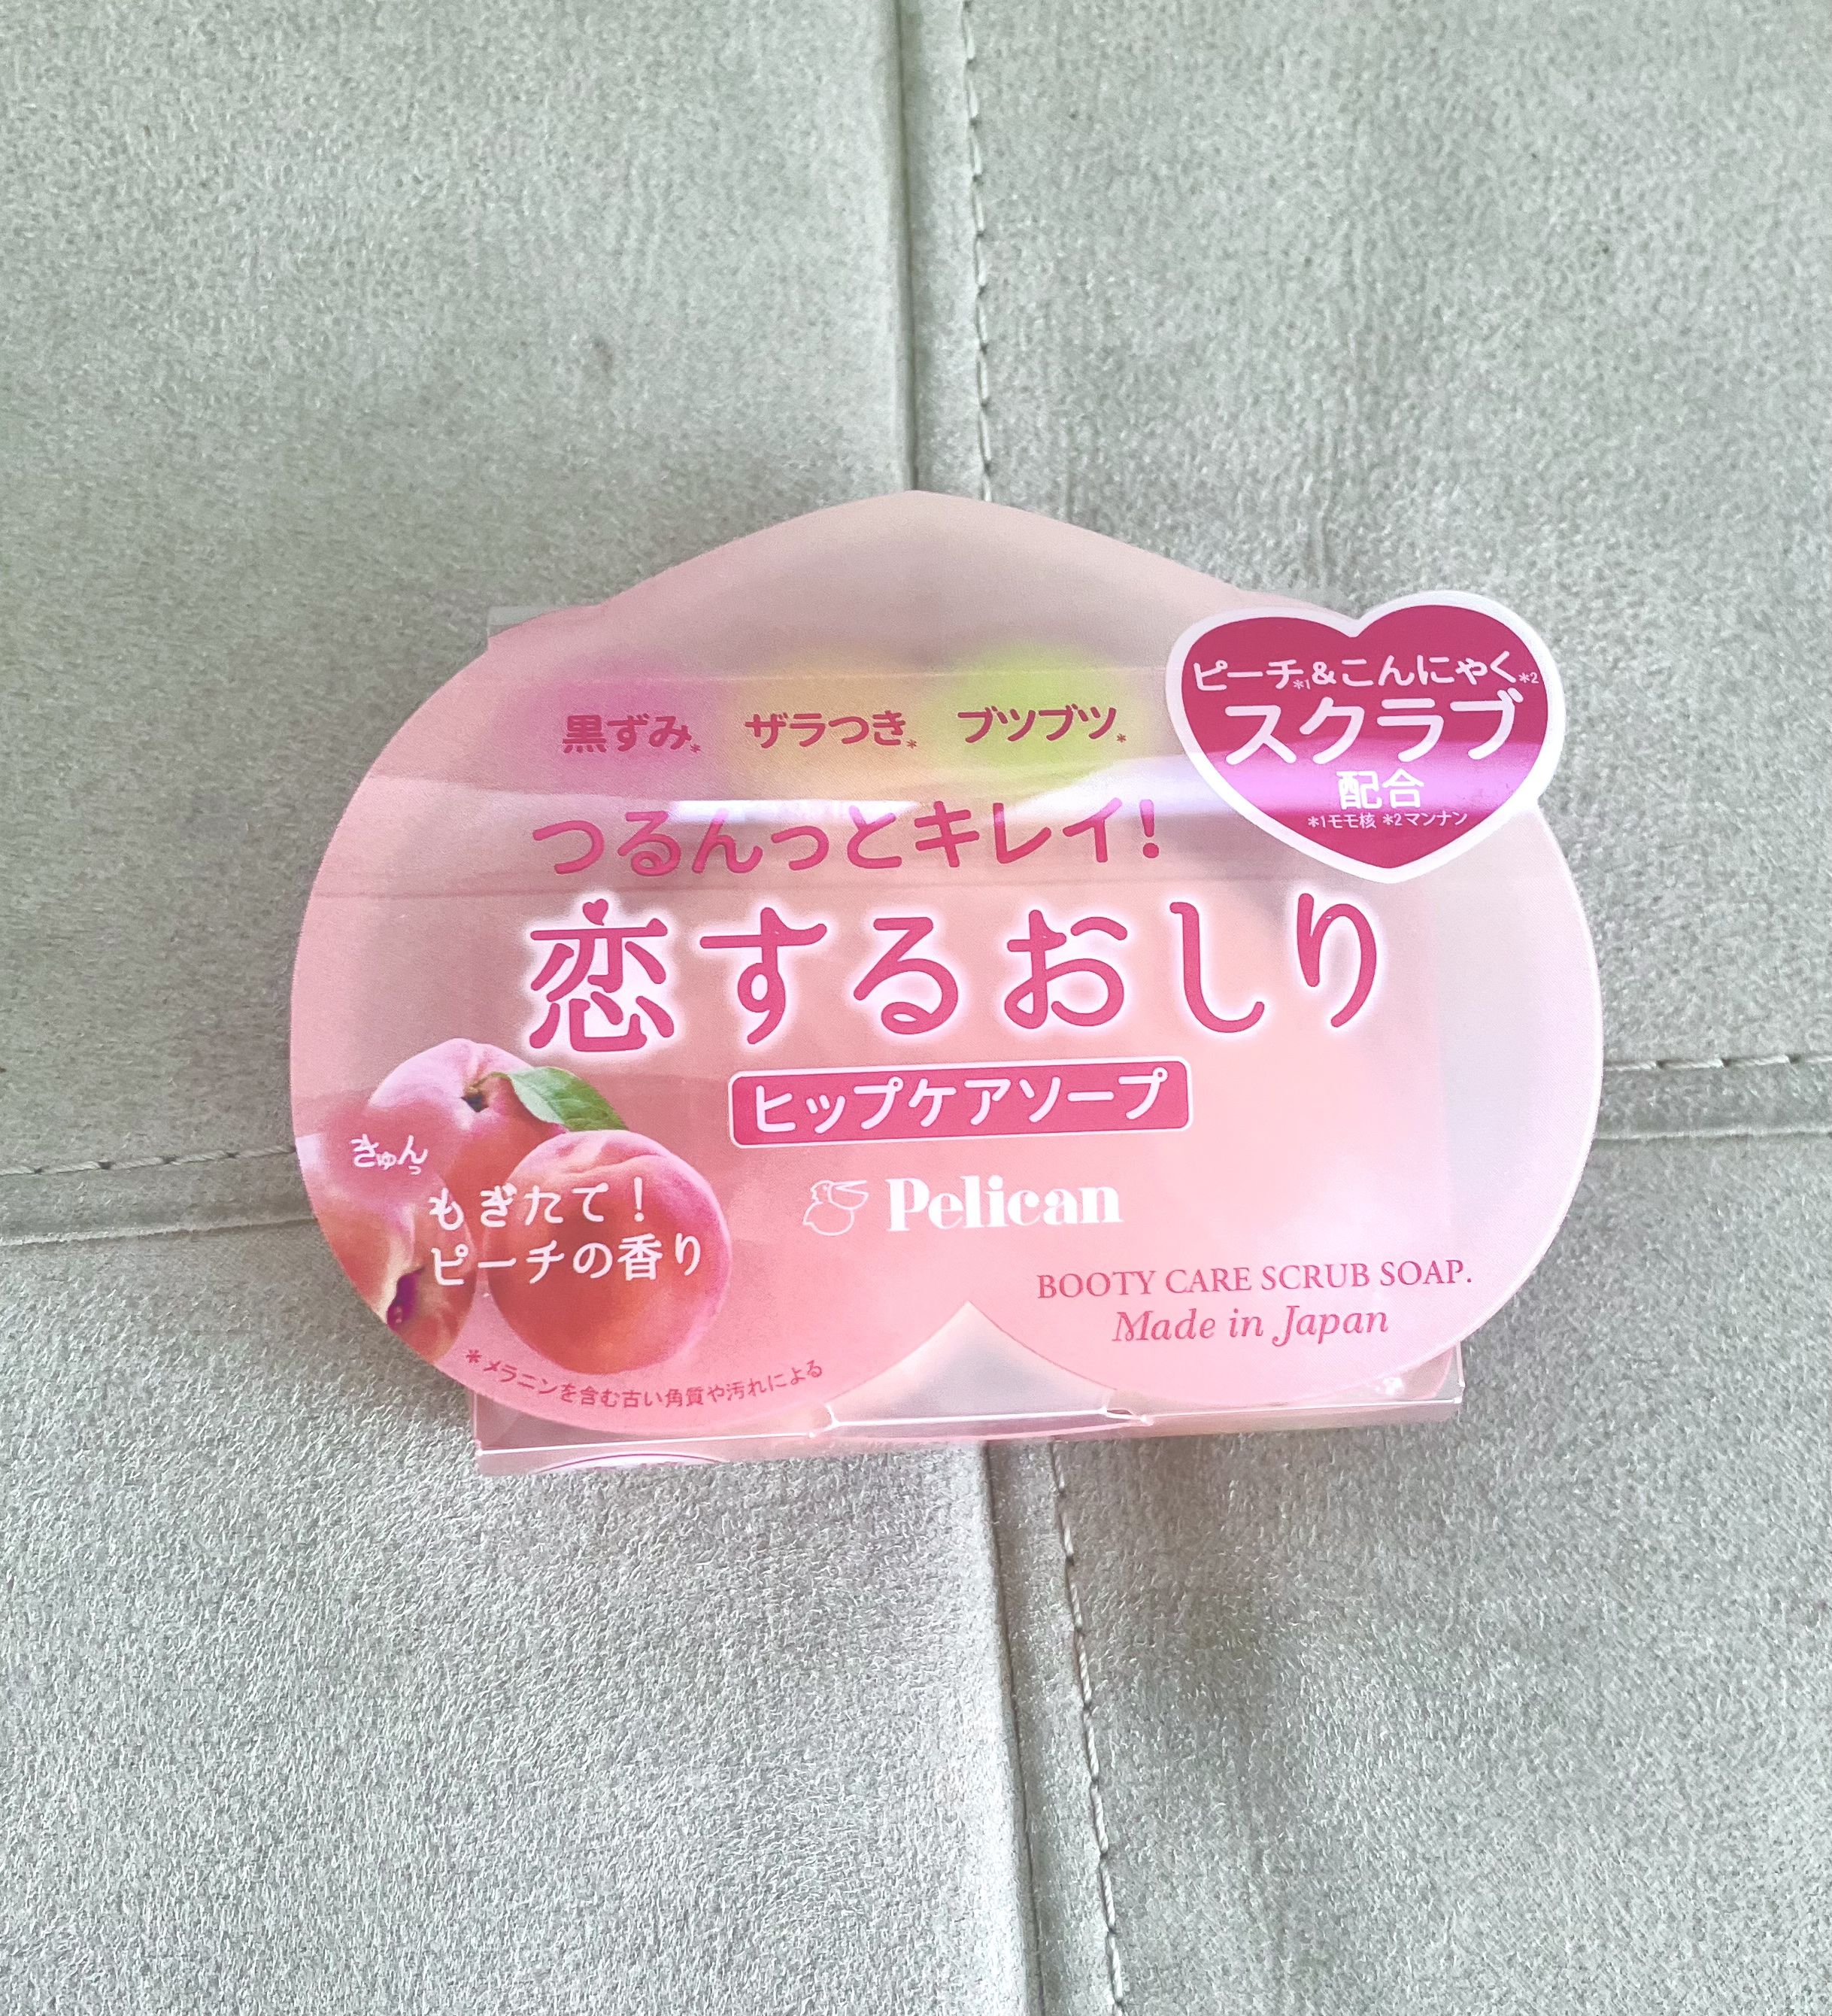 ピーチ*1&こんにゃく*2
スクラブ
配合
*1モモ核 *2マンナン
黒ずみ* ザラつき* ブツブツ*
つるんっとキレイ!
恋するおしり
ヒップケアソープ
きゅんっ
もぎたて!
ピーチの香り
Pelican
BOOTY CARE SCRUB SOAP.
Made in Japan
*メラニンを含む古い角質や汚れによる